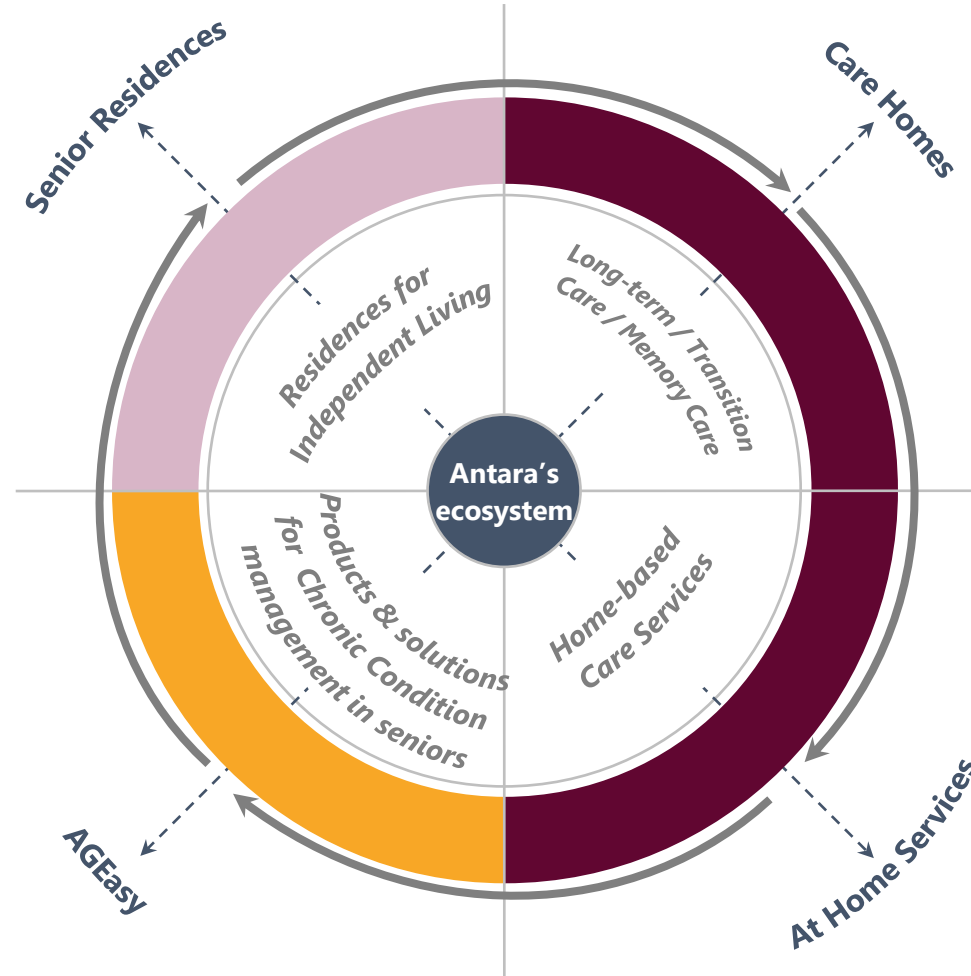 Senior Residences
Care Homes
Residences for
Independent Living
Long-term / Transition
Care / Memory Care
Antara’s
ecosystem
Products & solutions
for Chronic Condition
management in seniors
Home-based
Care Services
AGEasy
At Home Services